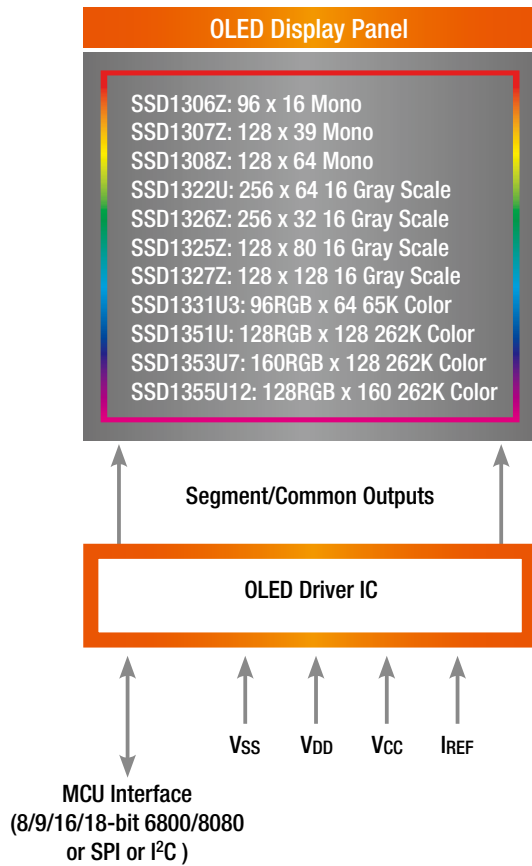 OLED Display Panel
SSD1306Z: 96 x 16 Mono
SSD1307Z: 128 x 39 Mono
SSD1308Z: 128 x 64 Mono
SSD1322U: 256 x 64 16 Gray Scale
SSD1326Z: 256 x 32 16 Gray Scale
SSD1325Z: 128 x 80 16 Gray Scale
SSD1327Z: 128 x 128 16 Gray Scale
SSD1331U3: 96RGB x 64 65K Color
SSD1351U: 128RGB x 128 262K Color
SSD1353U7: 160RGB x 128 262K Color
SSD1355U12: 128RGB x 160 262K Color
Segment/Common Outputs
OLED Driver IC
VSS VDD VCC IREF
MCU Interface
(8/9/16/18-bit 6800/8080
or SPI or I²C )